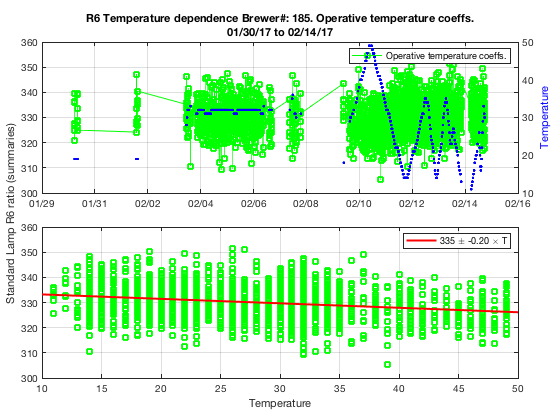 R6 Temperature dependence Brewer#: 185. Operative temperature coeffs.
01/30/17 to 02/14/17
360
350
340
330
320
310
300
50
40
30
20
10
Operative temperature coeffs.
Temperature
01/29 01/31 02/02 02/04 02/06 02/08 02/10 02/12 02/14 02/16
Standard Lamp R6 ratio (summaries)
360
350
340
330
320
310
300
335 ± -0.20 × T
10 15 20 25 30 35 40 45 50
Temperature